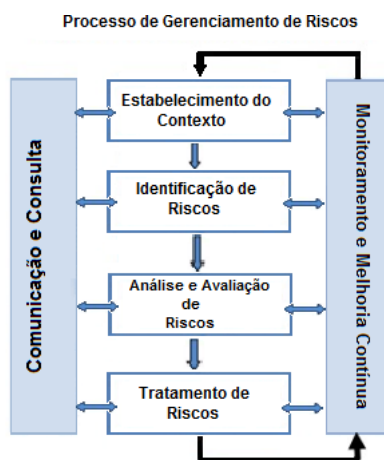 Processo de Gerenciamento de Riscos
Comunicação e Consulta
Estabelecimento do
Contexto
Identificação de
Riscos
Análise e Avaliação
de
Riscos
Tratamento de
Riscos
Monitoramento e Melhoria Contínua